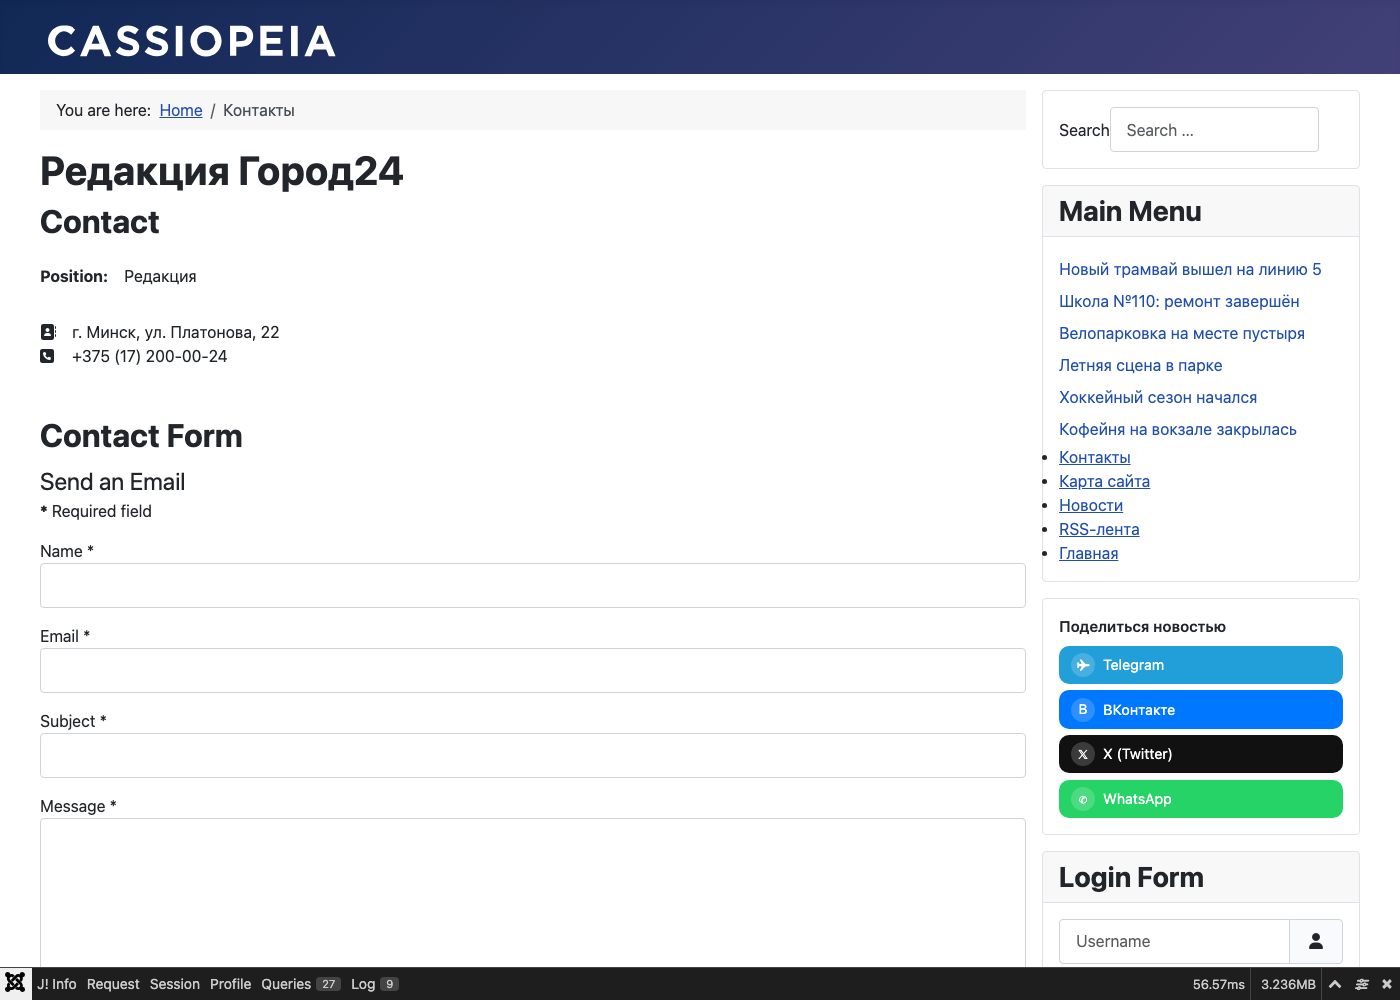 CASSIOPEIA
You are here: Home / Контакты
Редакция Город24
Contact
Position: Редакция
г. Минск, ул. Платонова, 22
+375 (17) 200-00-24
Contact Form
Send an Email
* Required field
Name *
Email *
Subject *
Message *
Search Search ...
Main Menu
Новый трамвай вышел на линию 5
Школа №110: ремонт завершён
Велопарковка на месте пустыря
Летняя сцена в парке
Хоккейный сезон начался
Кофейня на вокзале закрылась
Контакты
Карта сайта
Новости
RSS-лента
Главная
Поделиться новостью
Telegram
В ВКонтакте
X (Twitter)
WhatsApp
Login Form
Username
J! Info Request Session Profile Queries 27 Log 9 56.57ms 3.236MB